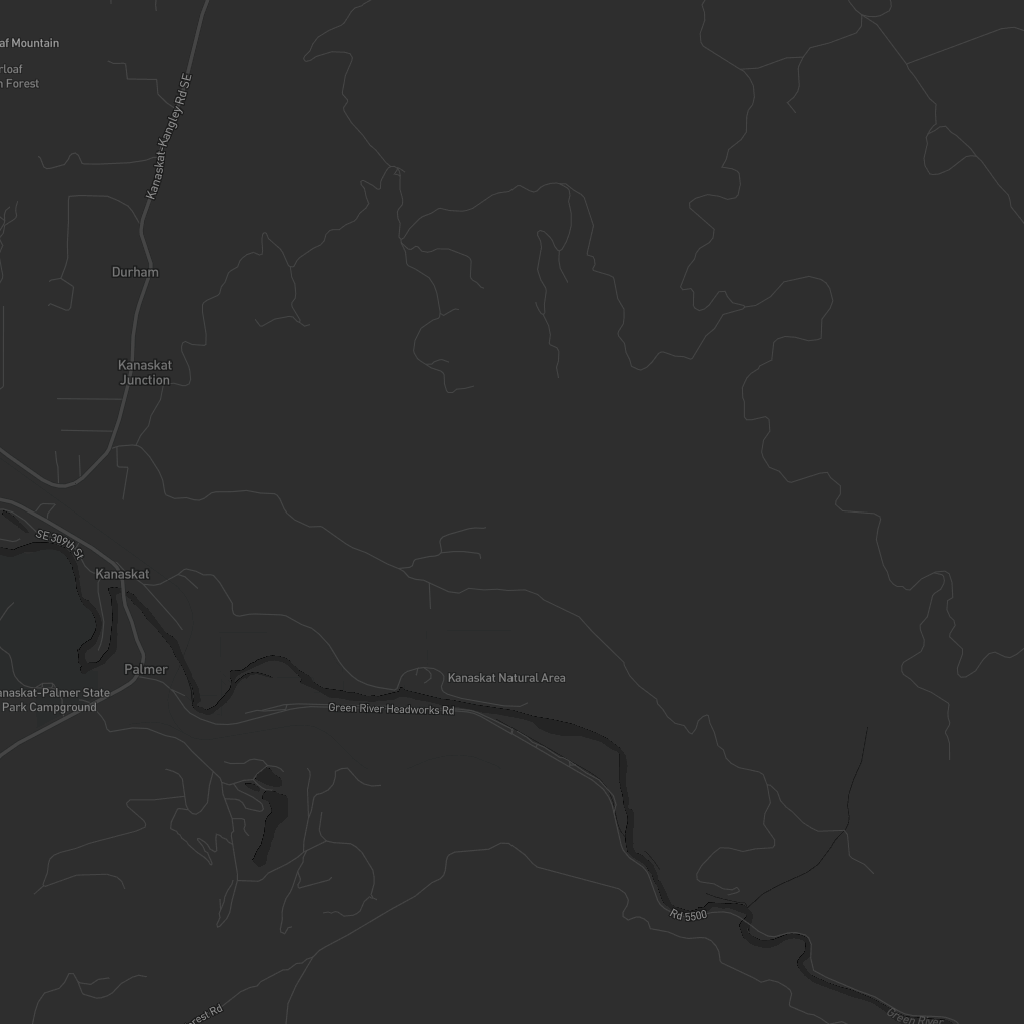 af Mountain
rloaf
n Forest
Kanaskat-Kangley Rd SE
Durham
Kanaskat
Junction
SE 309th St
Kanaskat
Palmer
Kanaskat Natural Area
anaskat-Palmer State
Park Campground
Green River Headworks Rd
Rd 5500
orest Rd
Green River